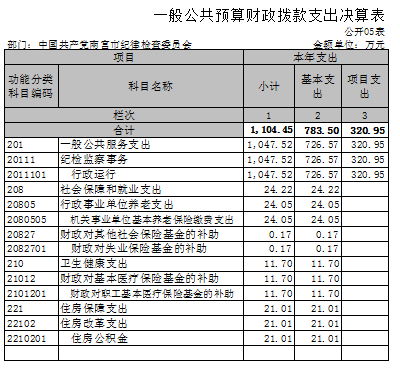 一般公共预算财政拨款支出决算表
公开05表
部门：中国共产党南宫市纪律检查委员会 金额单位：万元
项目 本年支出
功能分类科目编码 科目名称 小计 基本支出 项目支出
栏次 1 2 3
合计 1,104.45 783.50 320.95
201 一般公共服务支出 1,047.52 726.57 320.95
20111 纪检监察事务 1,047.52 726.57 320.95
2011101 行政运行 1,047.52 726.57 320.95
208 社会保障和就业支出 24.22 24.22
20805 行政事业单位养老支出 24.05 24.05
2080505 机关事业单位基本养老保险缴费支出 24.05 24.05
20827 财政对其他社会保险基金的补助 0.17 0.17
2082701 财政对失业保险基金的补助 0.17 0.17
210 卫生健康支出 11.70 11.70
21012 财政对基本医疗保险基金的补助 11.70 11.70
2101201 财政对职工基本医疗保险基金的补助 11.70 11.70
221 住房保障支出 21.01 21.01
22102 住房改革支出 21.01 21.01
2210201 住房公积金 21.01 21.01